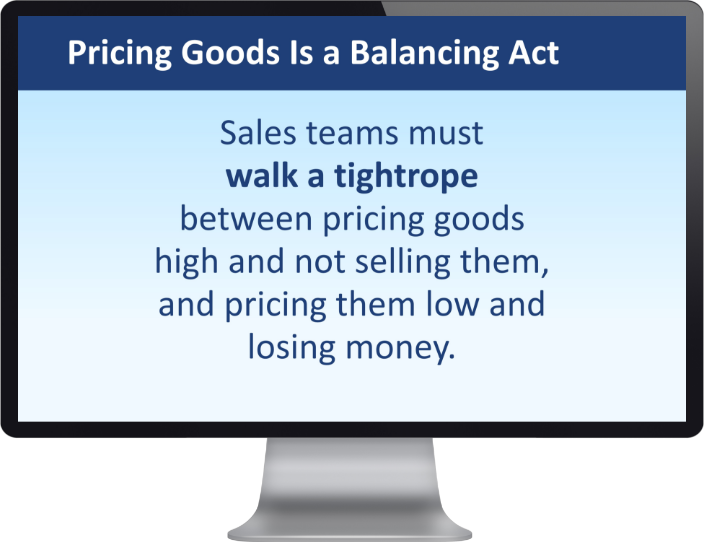 Pricing Goods Is a Balancing Act
Sales teams must
walk a tightrope
between pricing goods
high and not selling them,
and pricing them low and
losing money.